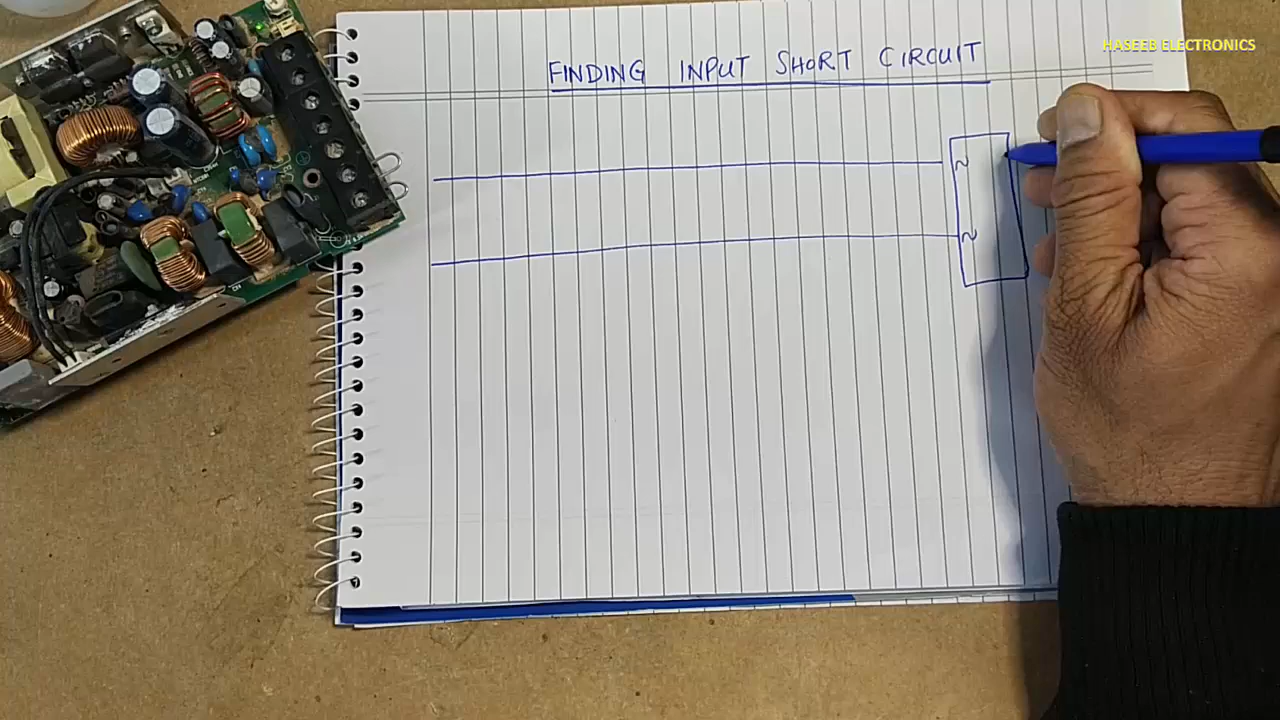 HASEEB ELECTRONICS
FINDING INPUT SHORT CIRCUIT
~
~